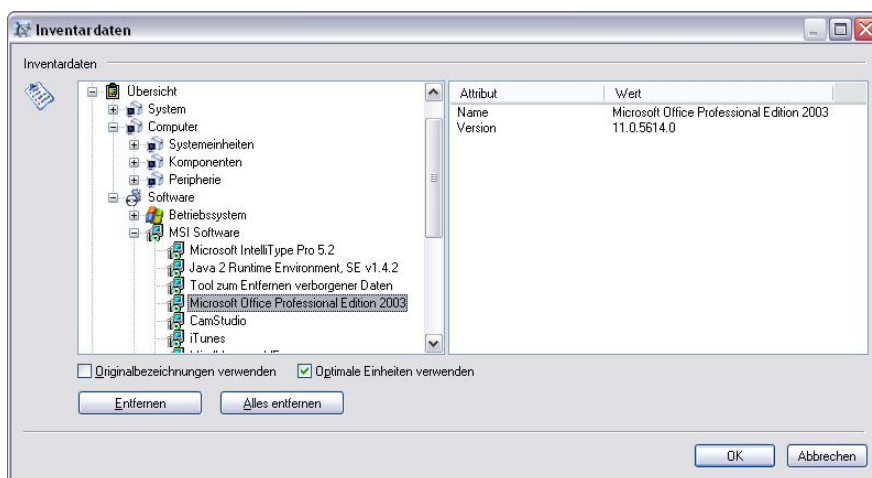 Inventardaten
Inventardaten
Übersicht
System
Computer
Systemeinheiten
Komponenten
Peripherie
Software
Betriebssystem
MSI Software
Microsoft IntelliType Pro 5.2
Java 2 Runtime Environment, SE v1.4.2
Tool zum Entfernen verborgener Daten
Microsoft Office Professional Edition 2003
CamStudio
iTunes
Attribut Wert
Name Microsoft Office Professional Edition 2003
Version 11.0.5614.0
Originalbezeichnungen verwenden Optimale Einheiten verwenden
Entfernen Alles entfernen
OK Abbrechen